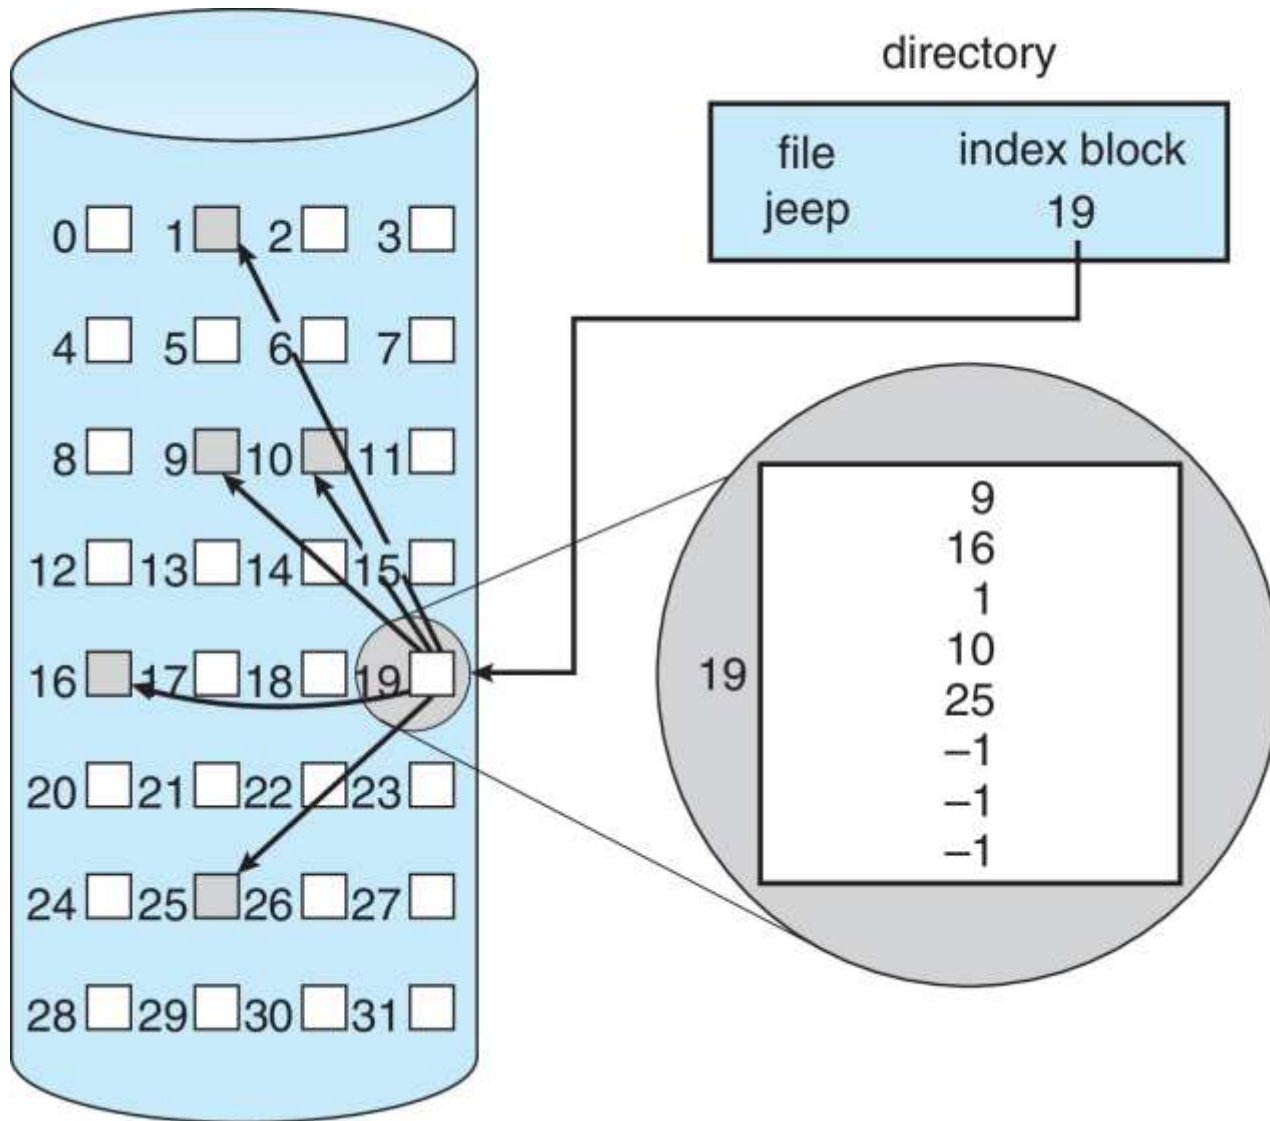 directory
file index block
jeep 19
0 1 2 3
4 5 6 7
8 9 10 11
12 13 14 15
16 17 18 19
20 21 22 23
24 25 26 27
28 29 30 31
9
16
1
10
19
25
–1
–1
–1